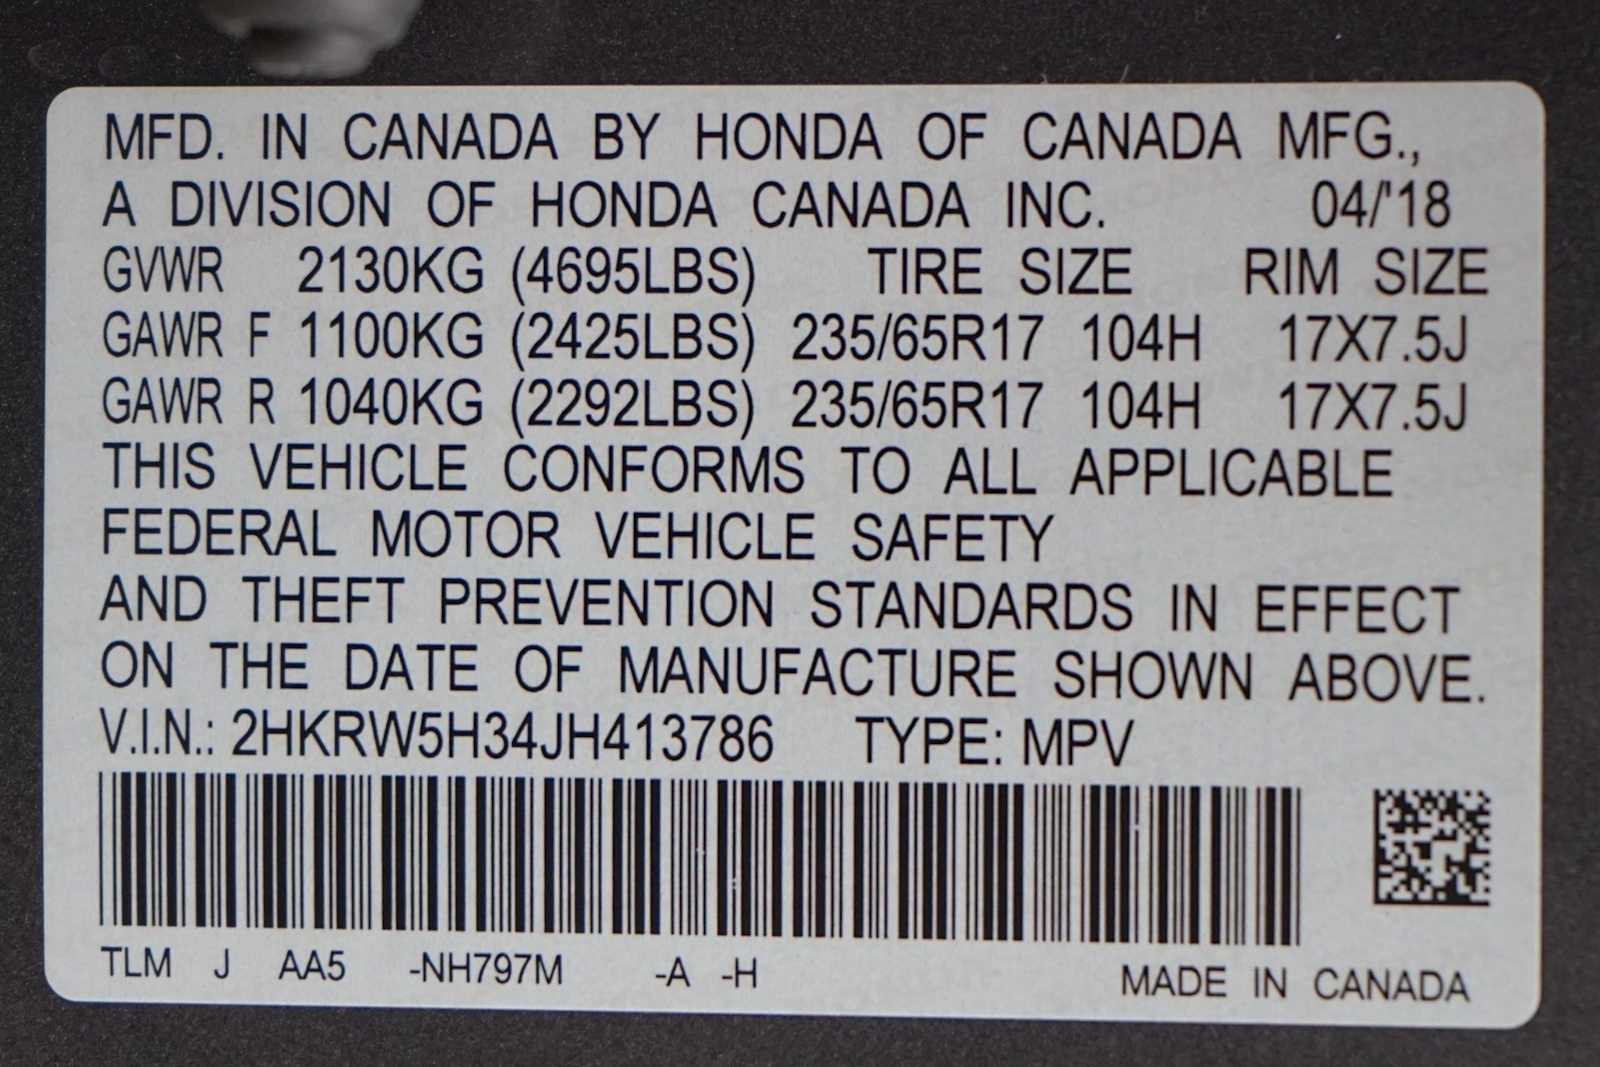 MFD. IN CANADA BY HONDA OF CANADA MFG.,
A DIVISION OF HONDA CANADA INC. 04/'18
GVWR 2130KG (4695LBS) TIRE SIZE RIM SIZE
GAWR F 1100KG (2425LBS) 235/65R17 104H 17X7.5J
GAWR R 1040KG (2292LBS) 235/65R17 104H 17X7.5J
THIS VEHICLE CONFORMS TO ALL APPLICABLE
FEDERAL MOTOR VEHICLE SAFETY
AND THEFT PREVENTION STANDARDS IN EFFECT
ON THE DATE OF MANUFACTURE SHOWN ABOVE.
V.I.N.: 2HKRW5H34JH413786 TYPE: MPV
TLM J AA5 -NH797M -A -H MADE IN CANADA